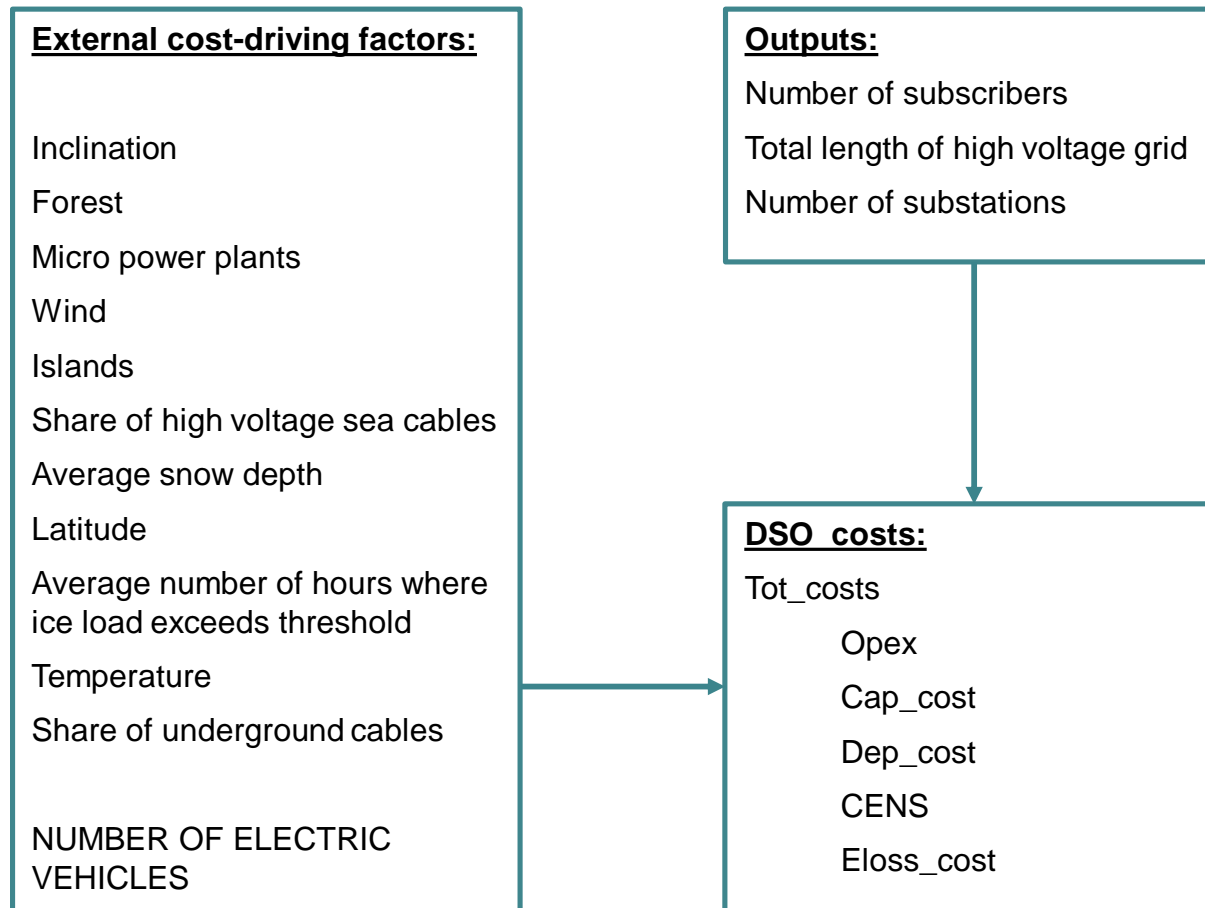 External cost-driving factors:
Inclination
Forest
Micro power plants
Wind
Islands
Share of high voltage sea cables
Average snow depth
Latitude
Average number of hours where
ice load exceeds threshold
Temperature
Share of underground cables
NUMBER OF ELECTRIC
VEHICLES
Outputs:
Number of subscribers
Total length of high voltage grid
Number of substations
DSO costs:
Tot_costs
Opex
Cap_cost
Dep_cost
CENS
Eloss_cost